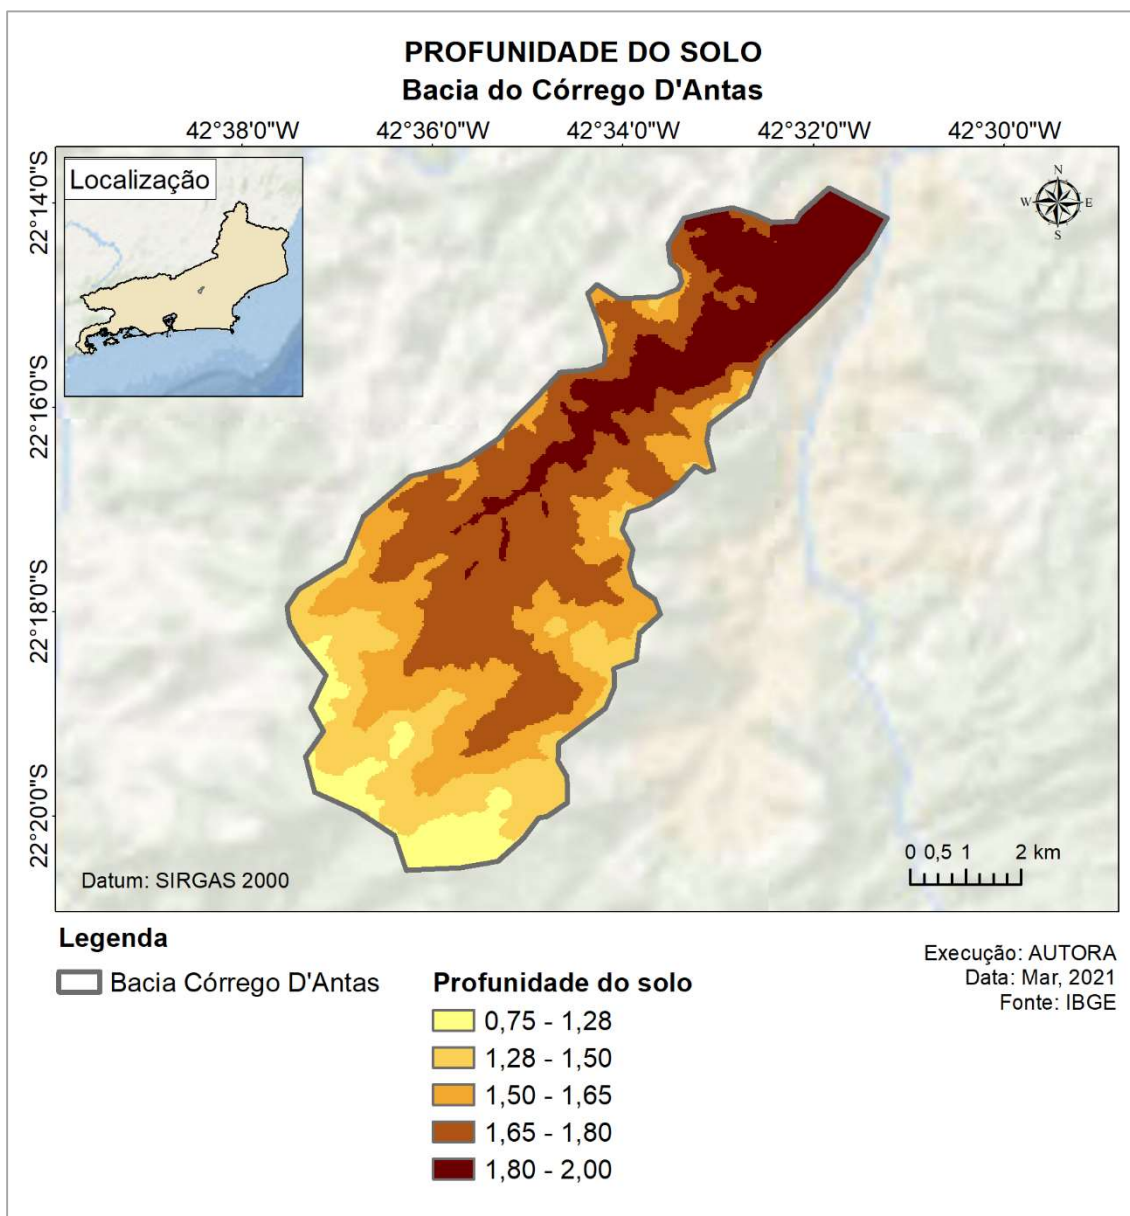 PROFUNIDADE DO SOLO
Bacia do Córrego D'Antas
42°38'0"W 42°36'0"W 42°34'0"W 42°32'0"W 42°30'0"W
22°14'0"S
22°16'0"S
22°18'0"S
22°20'0"S
Localização
N
W E
S
0 0,5 1 2 km
Datum: SIRGAS 2000
Legenda
Bacia Córrego D'Antas
Profunidade do solo
0,75 - 1,28
1,28 - 1,50
1,50 - 1,65
1,65 - 1,80
1,80 - 2,00
Execução: AUTORA
Data: Mar, 2021
Fonte: IBGE